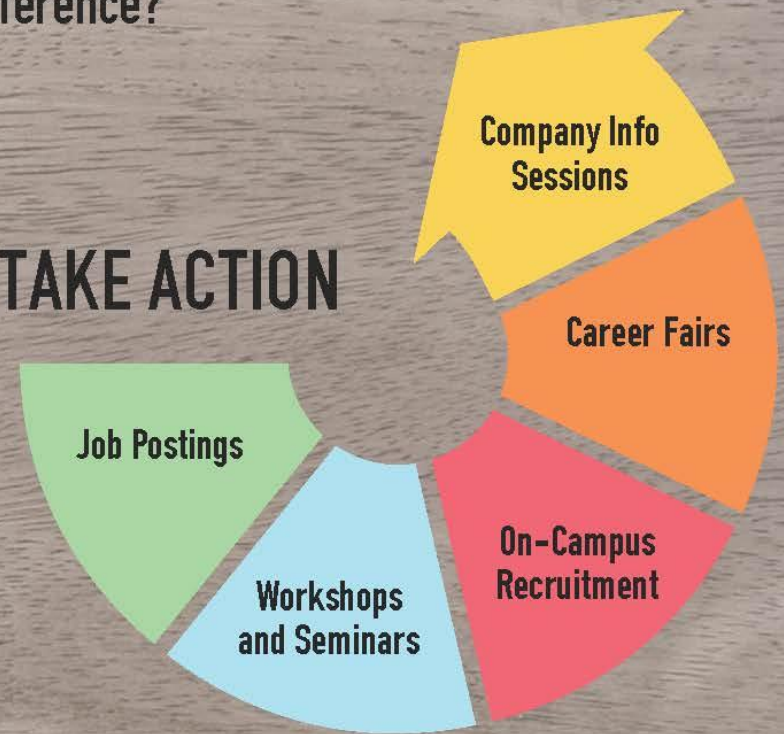 TAKE ACTION
Job Postings
Workshops
and Seminars
On-Campus
Recruitment
Career Fairs
Company Info
Sessions